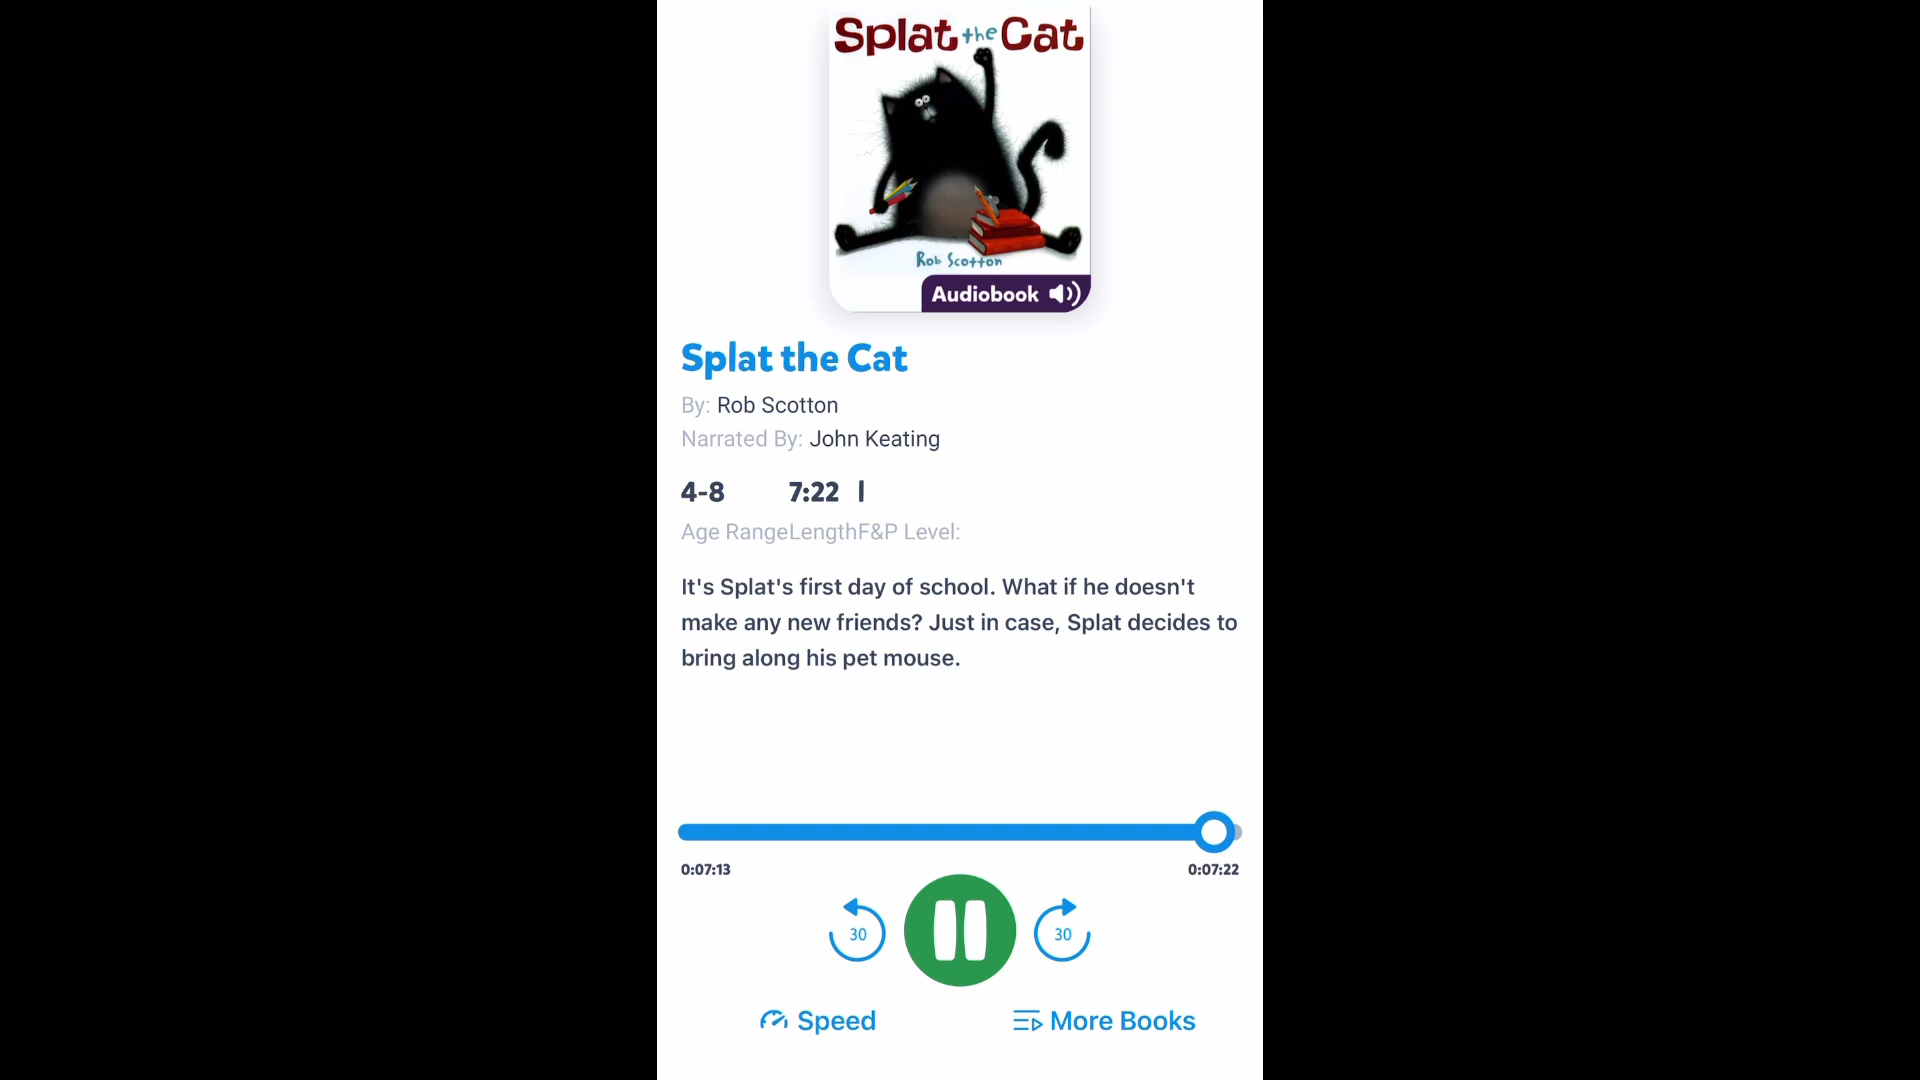 Splat the Cat
Rob Scotton
Audiobook
Splat the Cat
By: Rob Scotton
Narrated By: John Keating
4-8 7:22 I
Age RangeLengthF&P Level:
It's Splat's first day of school. What if he doesn't
make any new friends? Just in case, Splat decides to
bring along his pet mouse.
0:07:13 0:07:22
30 30
Speed More Books